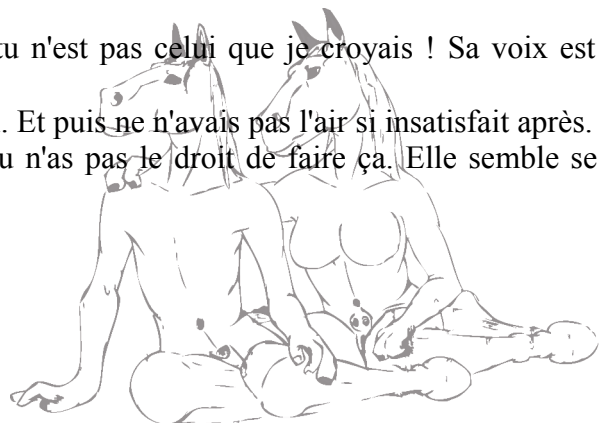 tu n'est pas celui que je croyais ! Sa voix est
. Et puis ne n'avais pas l'air si insatisfait après.
u n'as pas le droit de faire ça. Elle semble se